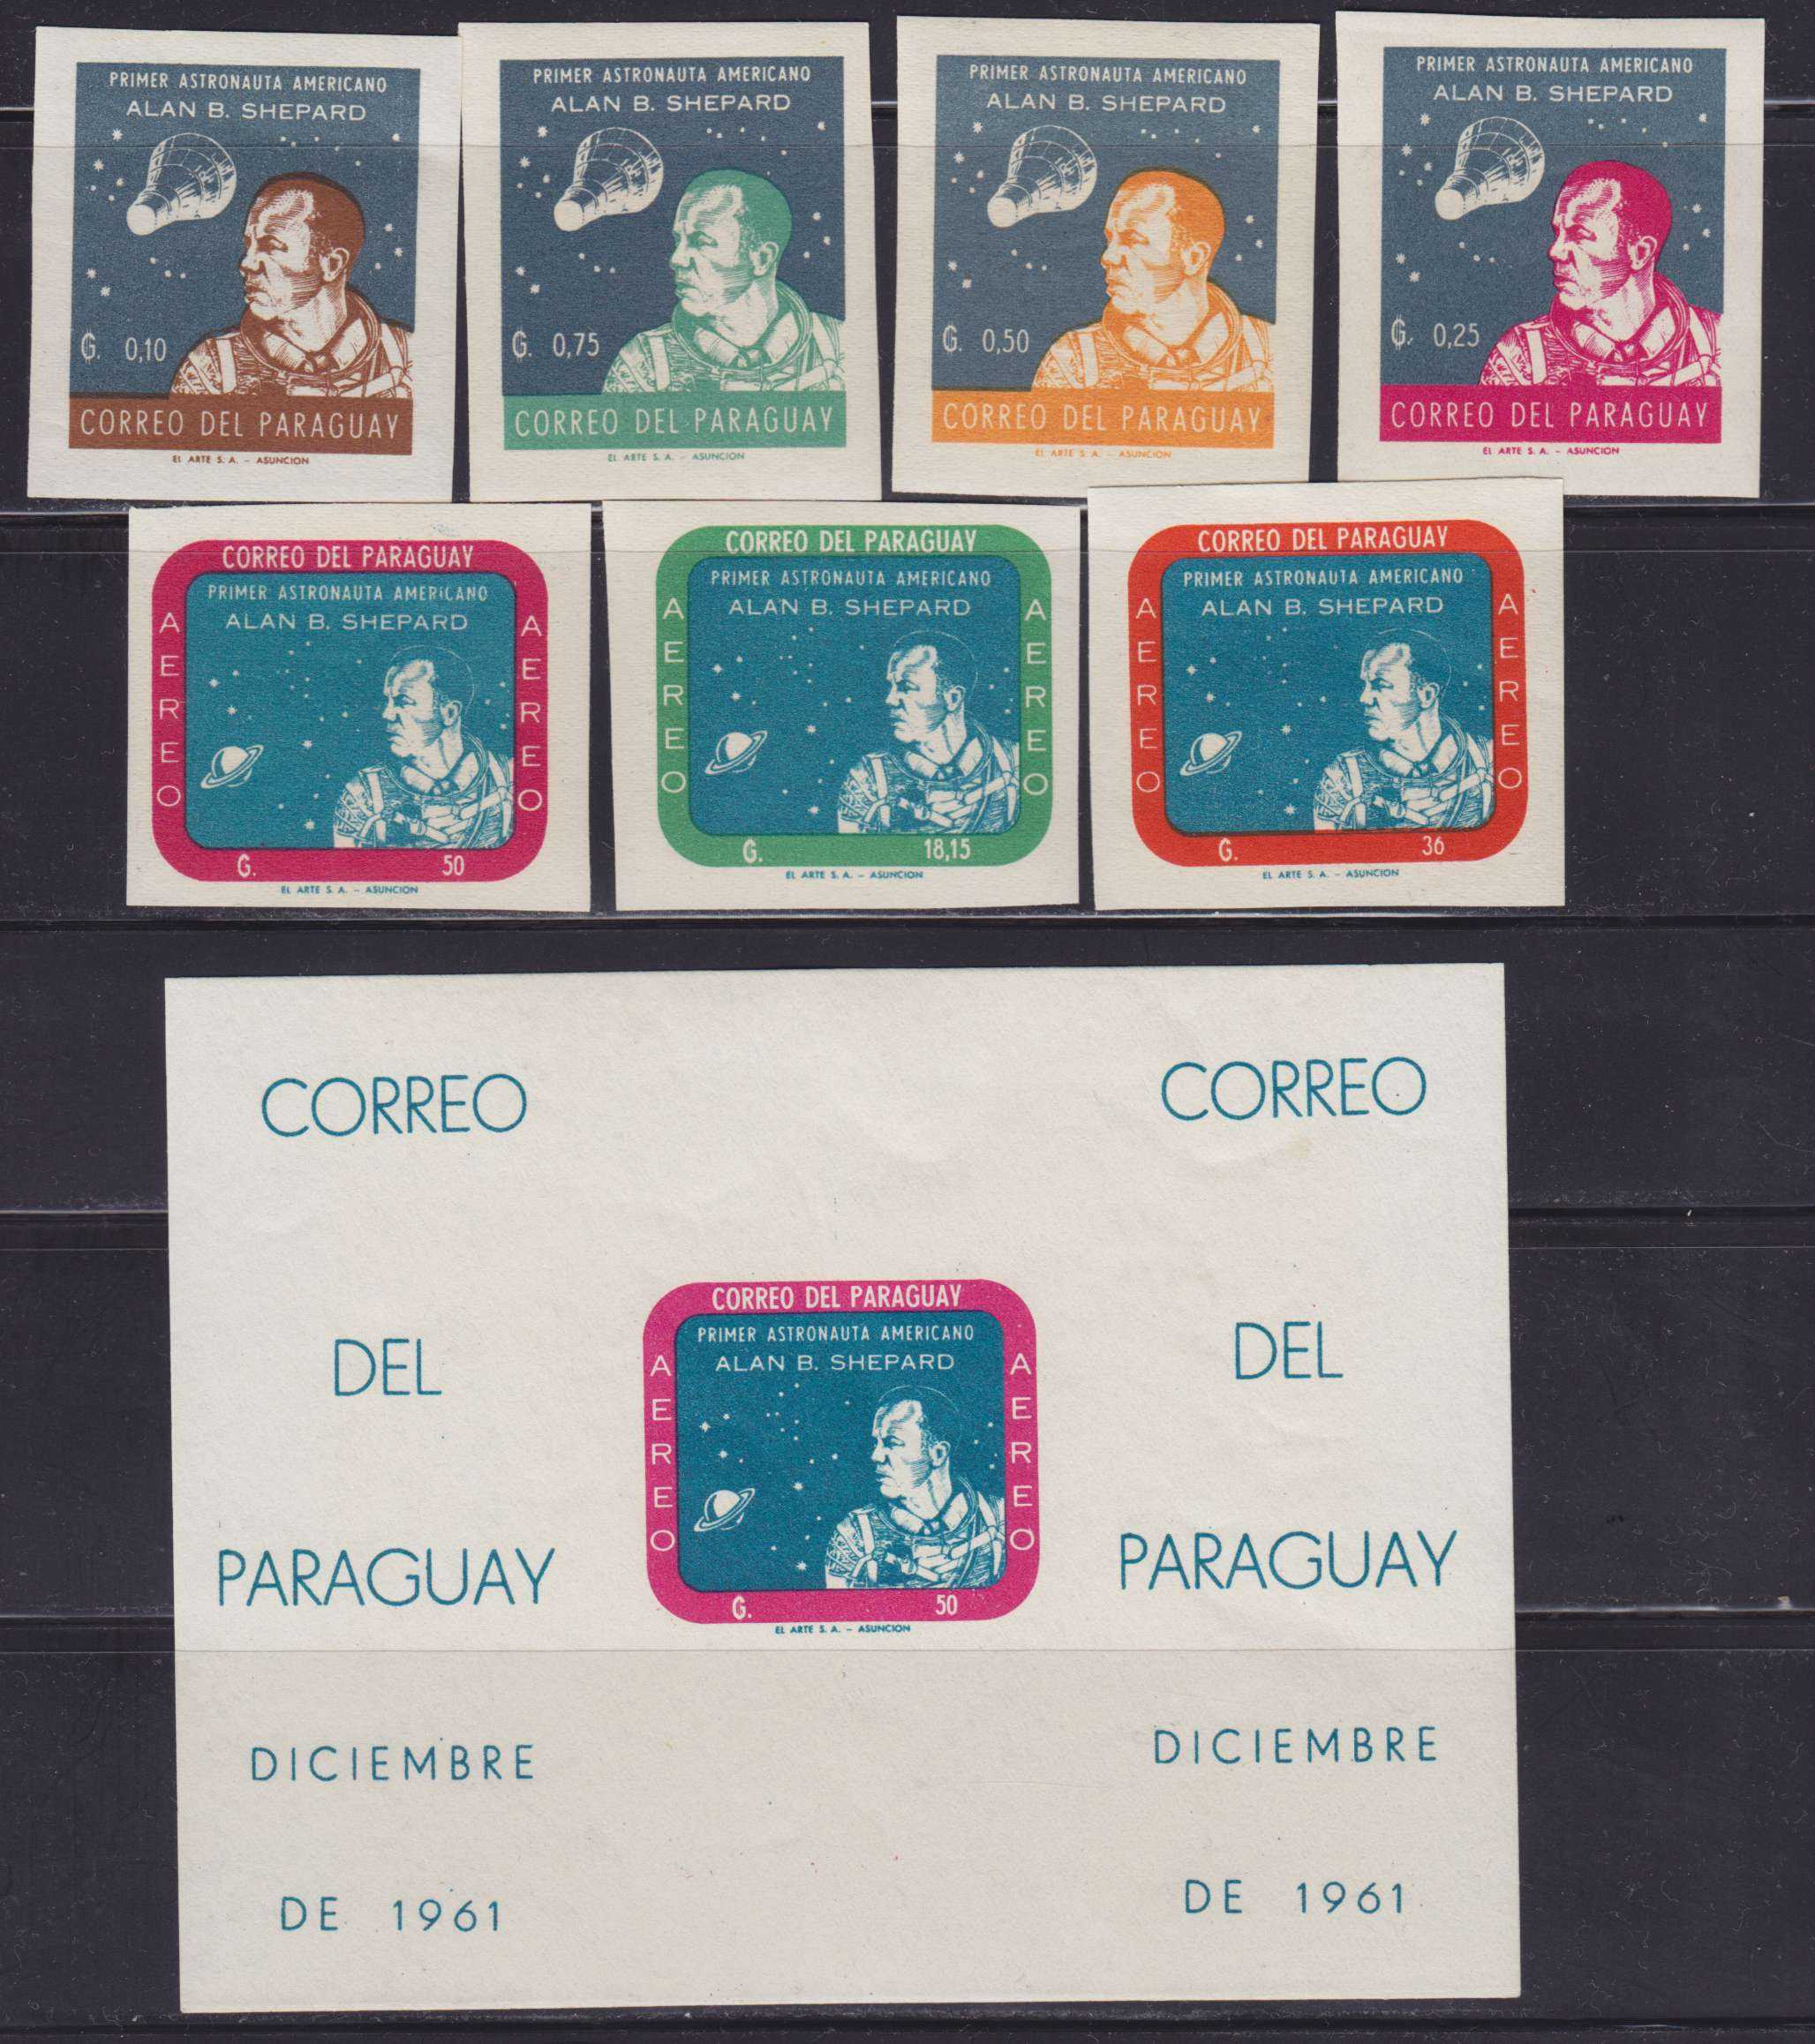 PRIMER ASTRONAUTA AMERICANO
ALAN B. SHEPARD
₲. 0,10
CORREO DEL PARAGUAY
EL ARTE S. A. - ASUNCION
PRIMER ASTRONAUTA AMERICANO
ALAN B. SHEPARD
₲. 0,75
CORREO DEL PARAGUAY
EL ARTE S. A. - ASUNCION
PRIMER ASTRONAUTA AMERICANO
ALAN B. SHEPARD
₲. 0,50
CORREO DEL PARAGUAY
EL ARTE S. A. - ASUNCION
PRIMER ASTRONAUTA AMERICANO
ALAN B. SHEPARD
₲. 0,25
CORREO DEL PARAGUAY
EL ARTE S. A. - ASUNCION
CORREO DEL PARAGUAY
PRIMER ASTRONAUTA AMERICANO
ALAN B. SHEPARD
AEREO
AEREO
₲. 50
EL ARTE S. A. - ASUNCION
CORREO DEL PARAGUAY
PRIMER ASTRONAUTA AMERICANO
ALAN B. SHEPARD
AEREO
AEREO
₲. 18,15
EL ARTE S. A. - ASUNCION
CORREO DEL PARAGUAY
PRIMER ASTRONAUTA AMERICANO
ALAN B. SHEPARD
AEREO
AEREO
₲. 36
EL ARTE S. A. - ASUNCION
CORREO
DEL
PARAGUAY
DICIEMBRE
DE 1961
CORREO DEL PARAGUAY
PRIMER ASTRONAUTA AMERICANO
ALAN B. SHEPARD
AEREO
AEREO
₲. 50
EL ARTE S. A. - ASUNCION
CORREO
DEL
PARAGUAY
DICIEMBRE
DE 1961